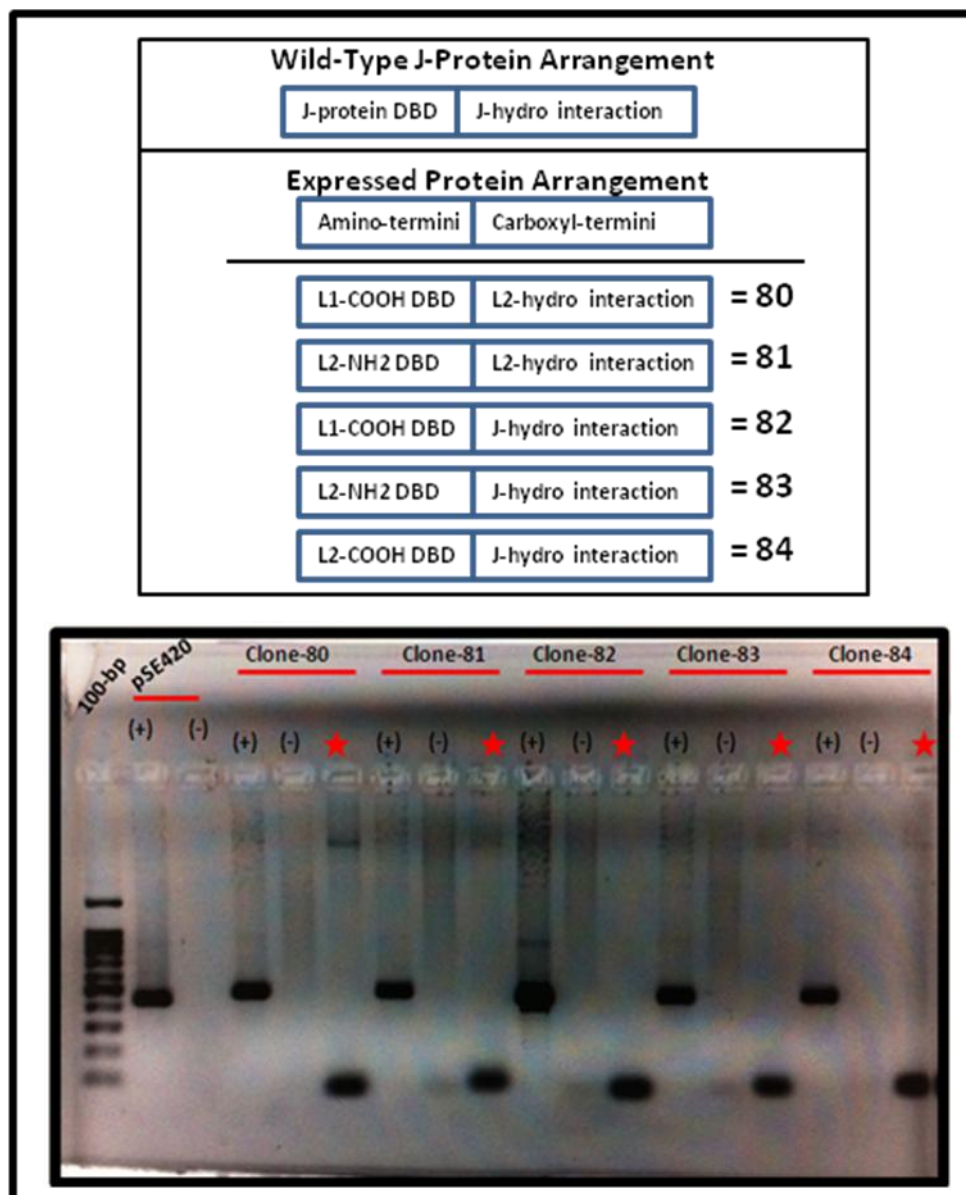 Wild-Type J-Protein Arrangement
J-protein DBD J-hydro interaction
Expressed Protein Arrangement
Amino-termini Carboxyl-termini
L1-COOH DBD L2-hydro interaction = 80
L2-NH2 DBD L2-hydro interaction = 81
L1-COOH DBD J-hydro interaction = 82
L2-NH2 DBD J-hydro interaction = 83
L2-COOH DBD J-hydro interaction = 84
100-bp pSE420 Clone-80 Clone-81 Clone-82 Clone-83 Clone-84
(+) (-) (+) (-) ★ (+) (-) ★ (+) (-) ★ (+) (-) ★ (+) (-) ★